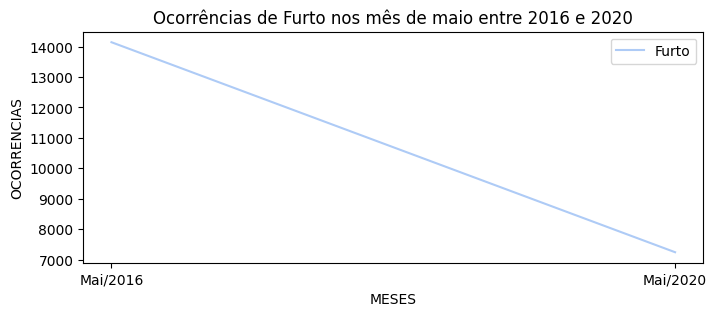 Ocorrências de Furto nos mês de maio entre 2016 e 2020
Furto
14000
13000
12000
11000
10000
9000
8000
7000
OCORRENCIAS
Mai/2016
Mai/2020
MESES